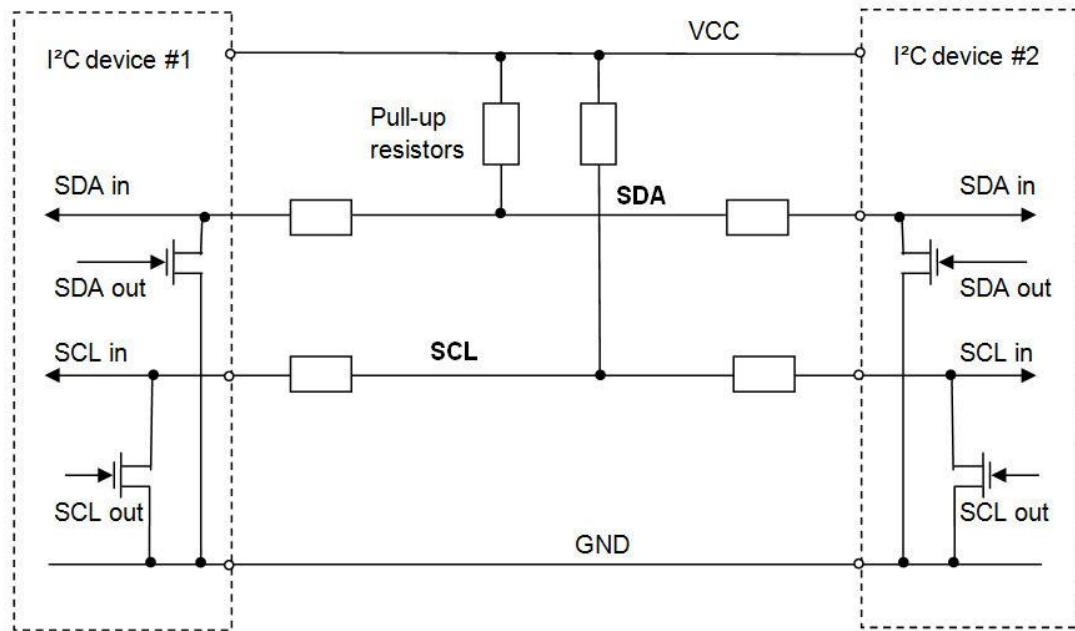 I²C device #1
VCC
I²C device #2
Pull-up
resistors
SDA in
SDA
SDA in
SDA out
SDA out
SCL in
SCL
SCL in
SCL out
SCL out
GND